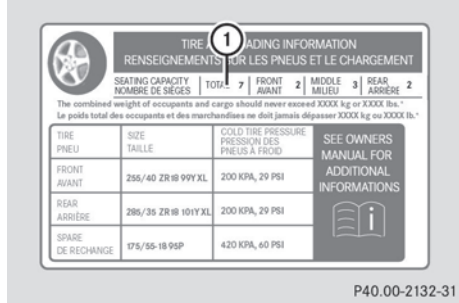 1
TIRE AND LOADING INFORMATION
RENSEIGNEMENTS SUR LES PNEUS ET LE CHARGEMENT
SEATING CAPACITY TOTAL 7 FRONT 2 MIDDLE 3 REAR 2
NOMBRE DE SIÈGES AVANT MILIEU ARRIÈRE
The combined weight of occupants and cargo should never exceed XXXX kg or XXXX lbs.*
Le poids total des occupants et des marchandises ne doit jamais dépasser XXXX kg ou XXXX lb.*
TIRE
PNEU
SIZE
TAILLE
COLD TIRE PRESSURE
PRESSION DES
PNEUS À FROID
SEE OWNERS
MANUAL FOR
ADDITIONAL
INFORMATIONS
i
FRONT
AVANT
255/40 ZR18 99Y XL
200 KPA, 29 PSI
REAR
ARRIÈRE
285/35 ZR18 101Y XL
200 KPA, 29 PSI
SPARE
DE RECHANGE
175/55-18 95P
420 KPA, 60 PSI
P40.00-2132-31